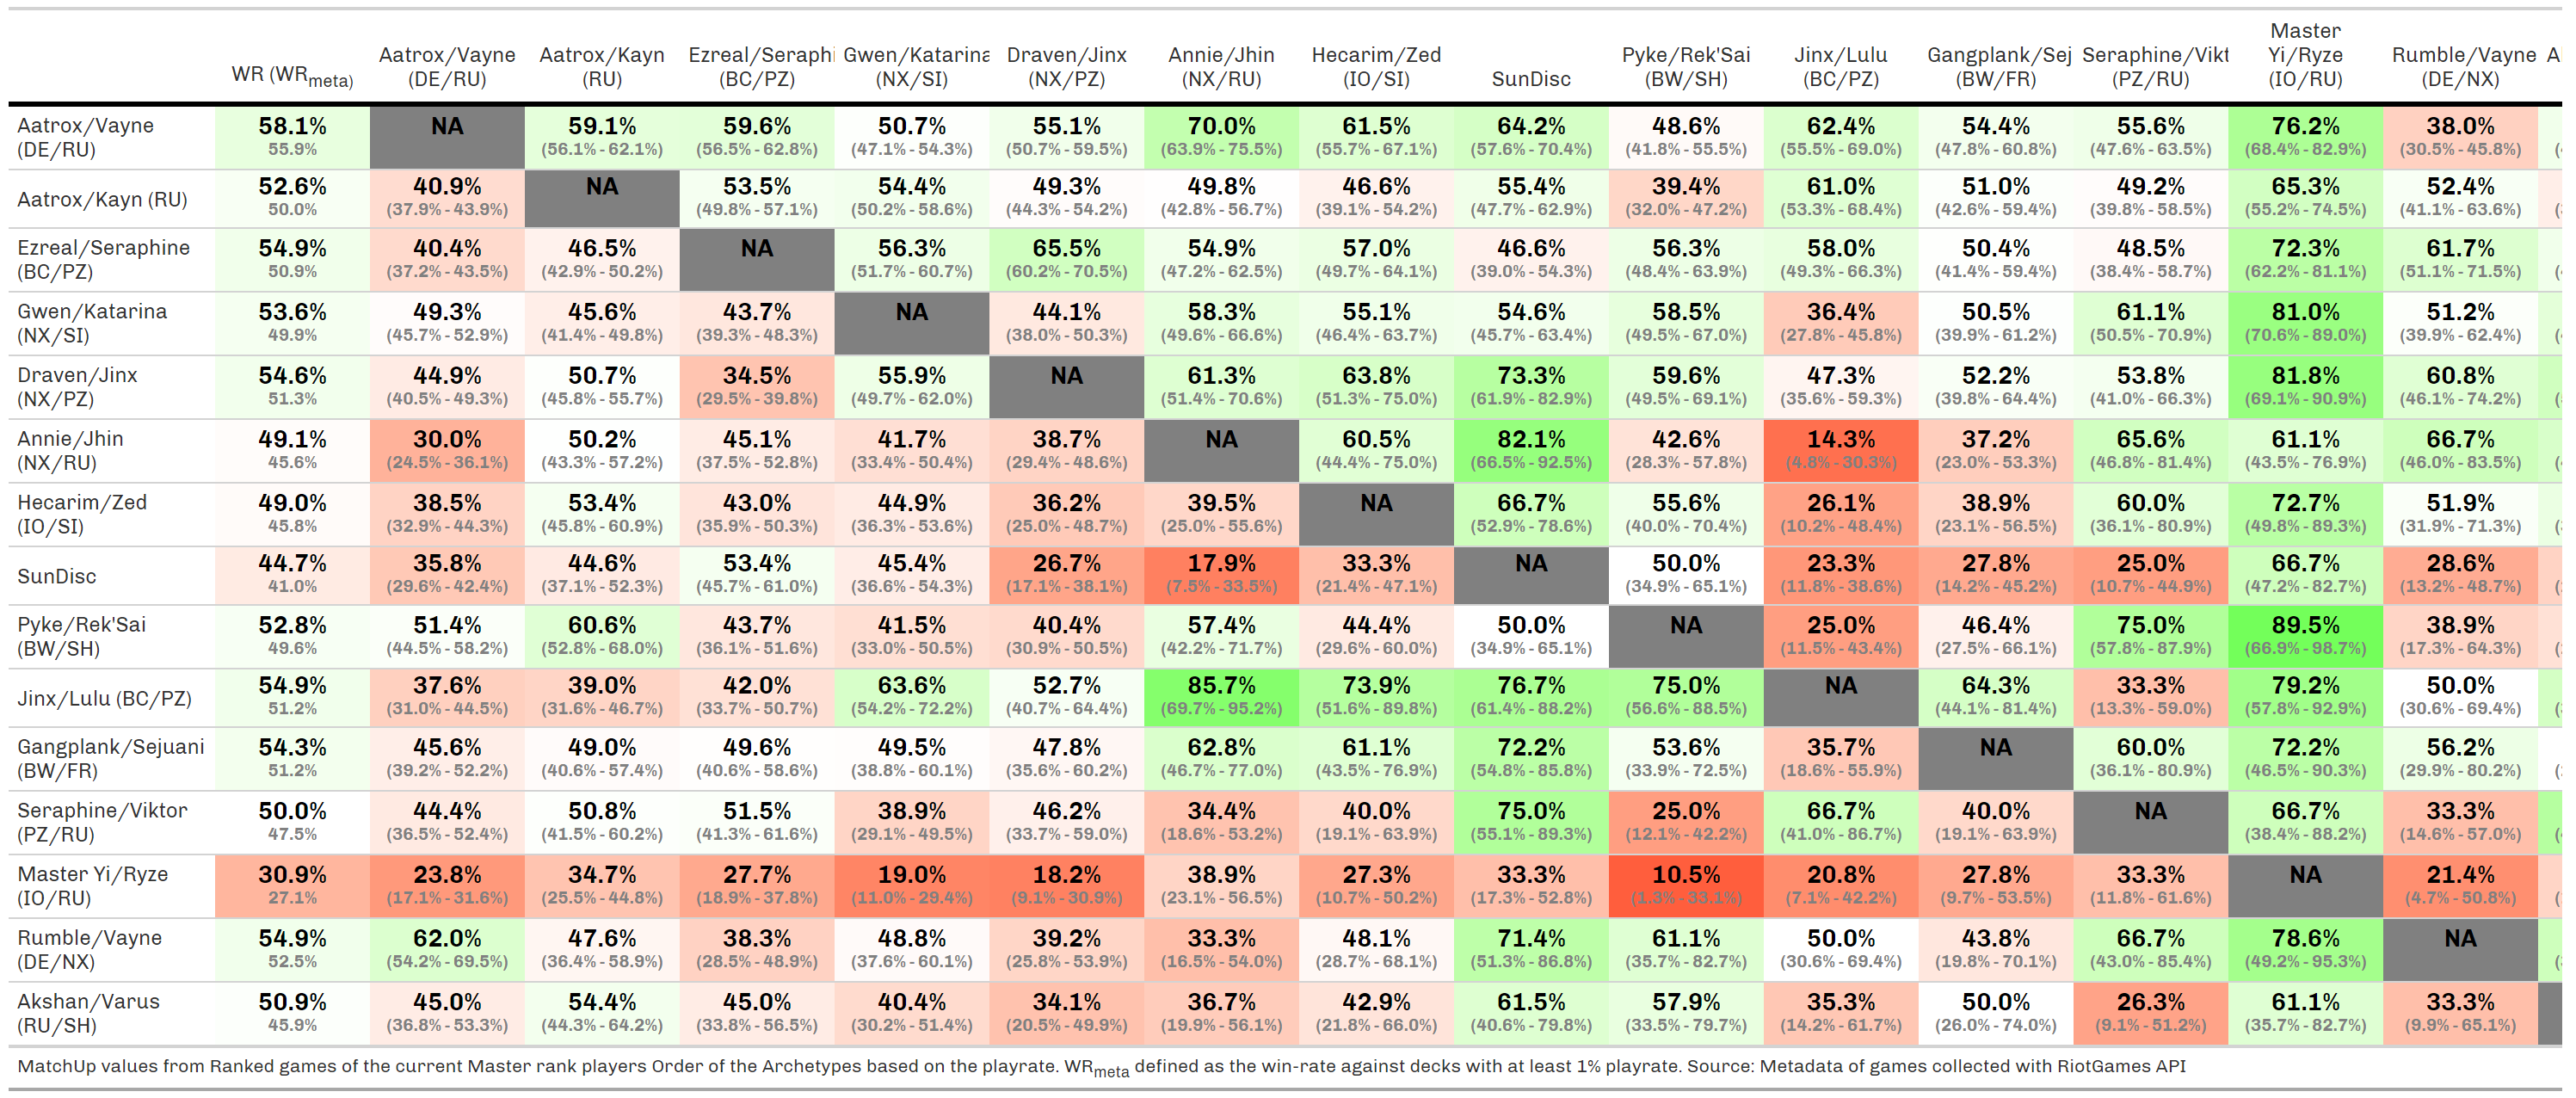 WR (WRmeta) Aatrox/Vayne (DE/RU) Aatrox/Kayn (RU) Ezreal/Seraphi (BC/PZ) Gwen/Katarina (NX/SI) Draven/Jinx (NX/PZ) Annie/Jhin (NX/RU) Hecarim/Zed (IO/SI) SunDisc Pyke/Rek'Sai (BW/SH) Jinx/Lulu (BC/PZ) Gangplank/Sej (BW/FR) Seraphine/Vikt (PZ/RU) Master Yi/Ryze (IO/RU) Rumble/Vayne (DE/NX) A
Aatrox/Vayne 58.1% NA 59.1% 59.6% 50.7% 55.1% 70.0% 61.5% 64.2% 48.6% 62.4% 54.4% 55.6% 76.2% 38.0%
(DE/RU) 55.9% (56.1% - 62.1%) (56.5% - 62.8%) (47.1% - 54.3%) (50.7% - 59.5%) (63.9% - 75.5%) (55.7% - 67.1%) (57.6% - 70.4%) (41.8% - 55.5%) (55.5% - 69.0%) (47.8% - 60.8%) (47.6% - 63.5%) (68.4% - 82.9%) (30.5% - 45.8%)
Aatrox/Kayn (RU) 52.6% 40.9% NA 53.5% 54.4% 49.3% 49.8% 46.6% 55.4% 39.4% 61.0% 51.0% 49.2% 65.3% 52.4%
50.0% (37.9% - 43.9%) (49.8% - 57.1%) (50.2% - 58.6%) (44.3% - 54.2%) (42.8% - 56.7%) (39.1% - 54.2%) (47.7% - 62.9%) (32.0% - 47.2%) (53.3% - 68.4%) (42.6% - 59.4%) (39.8% - 58.5%) (55.2% - 74.5%) (41.1% - 63.6%)
Ezreal/Seraphine 54.9% 40.4% 46.5% NA 56.3% 65.5% 54.9% 57.0% 46.6% 56.3% 58.0% 50.4% 48.5% 72.3% 61.7%
(BC/PZ) 50.9% (37.2% - 43.5%) (42.9% - 50.2%) (51.7% - 60.7%) (60.2% - 70.5%) (47.2% - 62.5%) (49.7% - 64.1%) (39.0% - 54.3%) (48.4% - 63.9%) (49.3% - 66.3%) (41.4% - 59.4%) (38.4% - 58.7%) (62.2% - 81.1%) (51.1% - 71.5%)
Gwen/Katarina 53.6% 49.3% 45.6% 43.7% NA 44.1% 58.3% 55.1% 54.6% 58.5% 36.4% 50.5% 61.1% 81.0% 51.2%
(NX/SI) 49.9% (45.7% - 52.9%) (41.4% - 49.8%) (39.3% - 48.3%) (38.0% - 50.3%) (49.6% - 66.6%) (46.4% - 63.7%) (45.7% - 63.4%) (49.5% - 67.0%) (27.8% - 45.8%) (39.9% - 61.2%) (50.5% - 70.9%) (70.6% - 89.0%) (39.9% - 62.4%)
Draven/Jinx 54.6% 44.9% 50.7% 34.5% 55.9% NA 61.3% 63.8% 73.3% 59.6% 47.3% 52.2% 53.8% 81.8% 60.8%
(NX/PZ) 51.3% (40.5% - 49.3%) (45.8% - 55.7%) (29.5% - 39.8%) (49.7% - 62.0%) (51.4% - 70.6%) (51.3% - 75.0%) (61.9% - 82.9%) (49.5% - 69.1%) (35.6% - 59.3%) (39.8% - 64.4%) (41.0% - 66.3%) (69.1% - 90.9%) (46.1% - 74.2%)
Annie/Jhin 49.1% 30.0% 50.2% 45.1% 41.7% 38.7% NA 60.5% 82.1% 42.6% 14.3% 37.2% 65.6% 61.1% 66.7%
(NX/RU) 45.6% (24.5% - 36.1%) (43.3% - 57.2%) (37.5% - 52.8%) (33.4% - 50.4%) (29.4% - 48.6%) (44.4% - 75.0%) (66.5% - 92.5%) (28.3% - 57.8%) (4.8% - 30.3%) (23.0% - 53.3%) (46.8% - 81.4%) (43.5% - 76.9%) (46.0% - 83.5%)
Hecarim/Zed 49.0% 38.5% 53.4% 43.0% 44.9% 36.2% 39.5% NA 66.7% 55.6% 26.1% 38.9% 60.0% 72.7% 51.9%
(IO/SI) 45.8% (32.9% - 44.3%) (45.8% - 60.9%) (35.9% - 50.3%) (36.3% - 53.6%) (25.0% - 48.7%) (25.0% - 55.6%) (52.9% - 78.6%) (40.0% - 70.4%) (10.2% - 48.4%) (23.1% - 56.5%) (36.1% - 80.9%) (49.8% - 89.3%) (31.9% - 71.3%)
SunDisc 44.7% 35.8% 44.6% 53.4% 45.4% 26.7% 17.9% 33.3% NA 50.0% 23.3% 27.8% 25.0% 66.7% 28.6%
41.0% (29.6% - 42.4%) (37.1% - 52.3%) (45.7% - 61.0%) (36.6% - 54.3%) (17.1% - 38.1%) (7.5% - 33.5%) (21.4% - 47.1%) (34.9% - 65.1%) (11.8% - 38.6%) (14.2% - 45.2%) (10.7% - 44.9%) (47.2% - 82.7%) (13.2% - 48.7%)
Pyke/Rek'Sai 52.8% 51.4% 60.6% 43.7% 41.5% 40.4% 57.4% 44.4% 50.0% NA 25.0% 46.4% 75.0% 89.5% 38.9%
(BW/SH) 49.6% (44.5% - 58.2%) (52.8% - 68.0%) (36.1% - 51.6%) (33.0% - 50.5%) (30.9% - 50.5%) (42.2% - 71.7%) (29.6% - 60.0%) (34.9% - 65.1%) (11.5% - 43.4%) (27.5% - 66.1%) (57.8% - 87.9%) (66.9% - 98.7%) (17.3% - 64.3%)
Jinx/Lulu (BC/PZ) 54.9% 37.6% 39.0% 42.0% 63.6% 52.7% 85.7% 73.9% 76.7% 75.0% NA 64.3% 33.3% 79.2% 50.0%
51.2% (31.0% - 44.5%) (31.6% - 46.7%) (33.7% - 50.7%) (54.2% - 72.2%) (40.7% - 64.4%) (69.7% - 95.2%) (51.6% - 89.8%) (61.4% - 88.2%) (56.6% - 88.5%) (44.1% - 81.4%) (13.3% - 59.0%) (57.8% - 92.9%) (30.6% - 69.4%)
Gangplank/Sejuani 54.3% 45.6% 49.0% 49.6% 49.5% 47.8% 62.8% 61.1% 72.2% 53.6% 35.7% NA 60.0% 72.2% 56.2%
(BW/FR) 51.2% (39.2% - 52.2%) (40.6% - 57.4%) (40.6% - 58.6%) (38.8% - 60.1%) (35.6% - 60.2%) (46.7% - 77.0%) (43.5% - 76.9%) (54.8% - 85.8%) (33.9% - 72.5%) (18.6% - 55.9%) (36.1% - 80.9%) (46.5% - 90.3%) (29.9% - 80.2%)
Seraphine/Viktor 50.0% 44.4% 50.8% 51.5% 38.9% 46.2% 34.4% 40.0% 75.0% 25.0% 66.7% 40.0% NA 66.7% 33.3%
(PZ/RU) 47.5% (36.5% - 52.4%) (41.5% - 60.2%) (41.3% - 61.6%) (29.1% - 49.5%) (33.7% - 59.0%) (18.6% - 53.2%) (19.1% - 63.9%) (55.1% - 89.3%) (12.1% - 42.2%) (41.0% - 86.7%) (19.1% - 63.9%) (38.4% - 88.2%) (14.6% - 57.0%)
Master Yi/Ryze 30.9% 23.8% 34.7% 27.7% 19.0% 18.2% 38.9% 27.3% 33.3% 10.5% 20.8% 27.8% 33.3% NA 21.4%
(IO/RU) 27.1% (17.1% - 31.6%) (25.5% - 44.8%) (18.9% - 37.8%) (11.0% - 29.4%) (9.1% - 30.9%) (23.1% - 56.5%) (10.7% - 50.2%) (17.3% - 52.8%) (1.3% - 33.1%) (7.1% - 42.2%) (9.7% - 53.5%) (11.8% - 61.6%) (4.7% - 50.8%)
Rumble/Vayne 54.9% 62.0% 47.6% 38.3% 48.8% 39.2% 33.3% 48.1% 71.4% 61.1% 50.0% 43.8% 66.7% 78.6% NA
(DE/NX) 52.5% (54.2% - 69.5%) (36.4% - 58.9%) (28.5% - 48.9%) (37.6% - 60.1%) (25.8% - 53.9%) (16.5% - 54.0%) (28.7% - 68.1%) (51.3% - 86.8%) (35.7% - 82.7%) (30.6% - 69.4%) (19.8% - 70.1%) (43.0% - 85.4%) (49.2% - 95.3%)
Akshan/Varus 50.9% 45.0% 54.4% 45.0% 40.4% 34.1% 36.7% 42.9% 61.5% 57.9% 35.3% 50.0% 26.3% 61.1% 33.3%
(RU/SH) 45.9% (36.8% - 53.3%) (44.3% - 64.2%) (33.8% - 56.5%) (30.2% - 51.4%) (20.5% - 49.9%) (19.9% - 56.1%) (21.8% - 66.0%) (40.6% - 79.8%) (33.5% - 79.7%) (14.2% - 61.7%) (26.0% - 74.0%) (9.1% - 51.2%) (35.7% - 82.7%) (9.9% - 65.1%)
MatchUp values from Ranked games of the current Master rank players Order of the Archetypes based on the playrate. WRmeta defined as the win-rate against decks with at least 1% playrate. Source: Metadata of games collected with RiotGames API